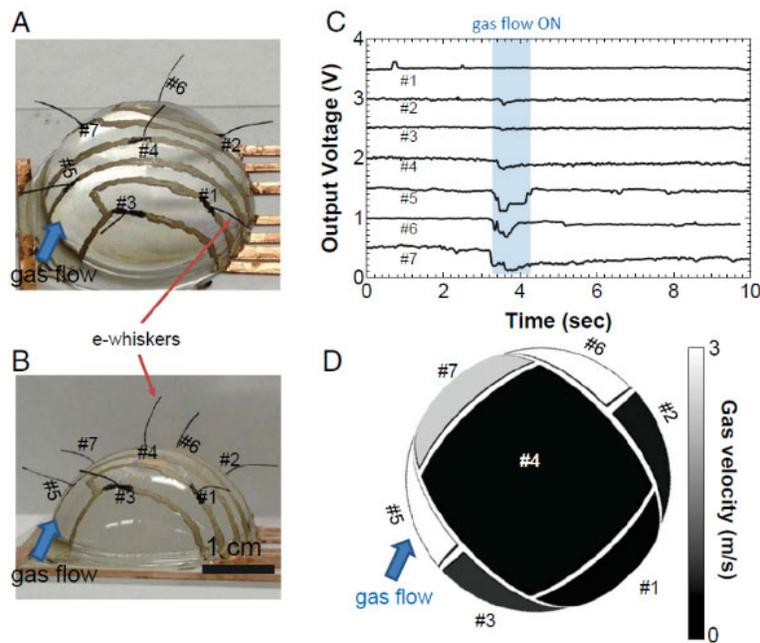 A
#6
#7
#4
#2
#5
#3
#1
gas flow
e-whiskers
B
#7
#4
#6
#2
#5
#3
#1
gas flow
1 cm
C
gas flow ON
Output Voltage (V)
4
3
2
1
0
#1
#2
#3
#4
#5
#6
#7
0 2 4 6 8 10
Time (sec)
D
#7
#6
#2
#4
#5
#1
#3
gas flow
3
Gas velocity (m/s)
0